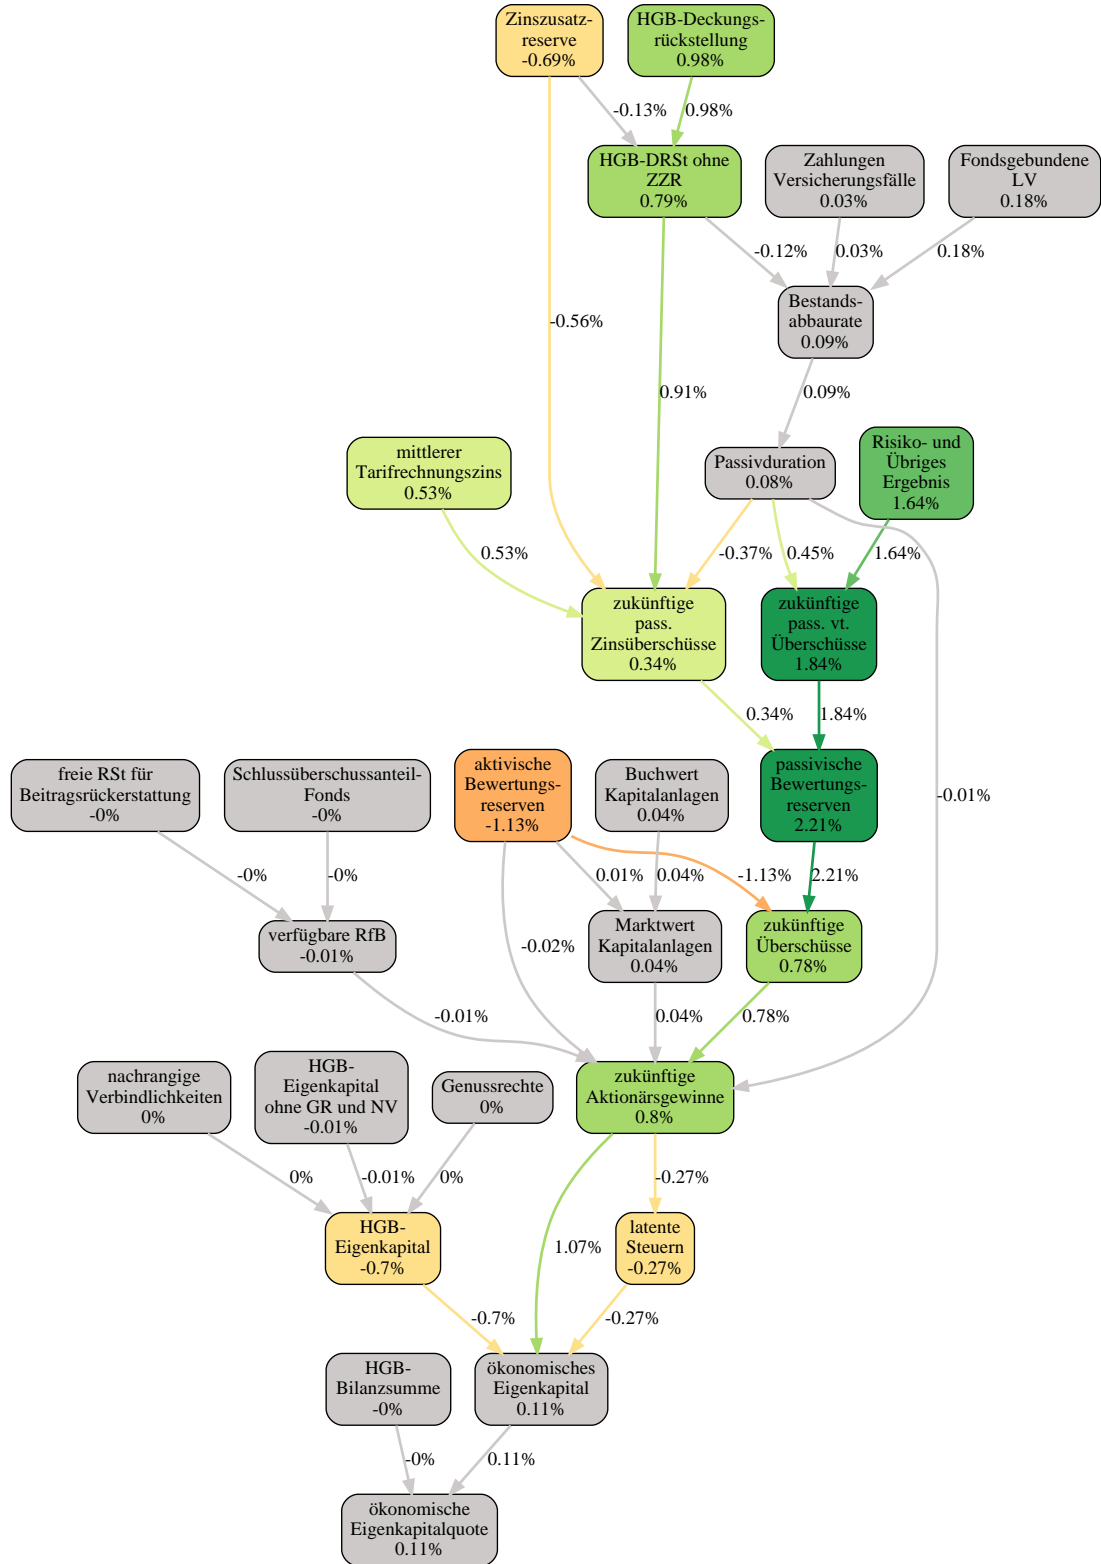 Zinszusatz-
reserve
-0.69%
HGB-Deckungs-
rückstellung
0.98%
-0.13%
0.98%
HGB-DRSt ohne
ZZR
0.79%
Zahlungen
Versicherungsfälle
0.03%
Fondsgebundene
LV
0.18%
-0.12%
0.03%
0.18%
Bestands-
abbaurate
0.09%
-0.56%
0.91%
0.09%
mittlerer
Tarifrechnungszins
0.53%
Passivduration
0.08%
Risiko- und
Übriges
Ergebnis
1.64%
0.53%
-0.37%
0.45%
1.64%
zukünftige
pass.
Zinsüberschüsse
0.34%
zukünftige
pass. vt.
Überschüsse
1.84%
0.34%
1.84%
freie RSt für
Beitragsrückerstattung
-0%
Schlussüberschussanteil-
Fonds
-0%
aktivische
Bewertungs-
reserven
-1.13%
Buchwert
Kapitalanlagen
0.04%
passivische
Bewertungs-
reserven
2.21%
-0.01%
-0%
-0%
0.01%
0.04%
-1.13%
2.21%
verfügbare RfB
-0.01%
-0.02%
Marktwert
Kapitalanlagen
0.04%
zukünftige
Überschüsse
0.78%
-0.01%
0.04%
0.78%
nachrangige
Verbindlichkeiten
0%
HGB-
Eigenkapital
ohne GR und NV
-0.01%
Genussrechte
0%
zukünftige
Aktionärsgewinne
0.8%
0%
-0.01%
0%
-0.27%
HGB-
Eigenkapital
-0.7%
1.07%
latente
Steuern
-0.27%
-0.7%
-0.27%
HGB-
Bilanzsumme
-0%
ökonomisches
Eigenkapital
0.11%
-0%
0.11%
ökonomische
Eigenkapitalquote
0.11%